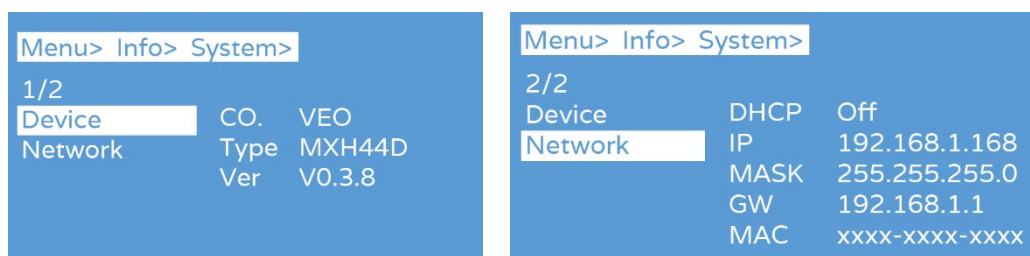 Menu> Info> System>
1/2
Device CO. VEO
Network Type MXH44D
Ver V0.3.8
Menu> Info> System>
2/2
Device DHCP Off
Network IP 192.168.1.168
MASK 255.255.255.0
GW 192.168.1.1
MAC xxxx-xxxx-xxxx